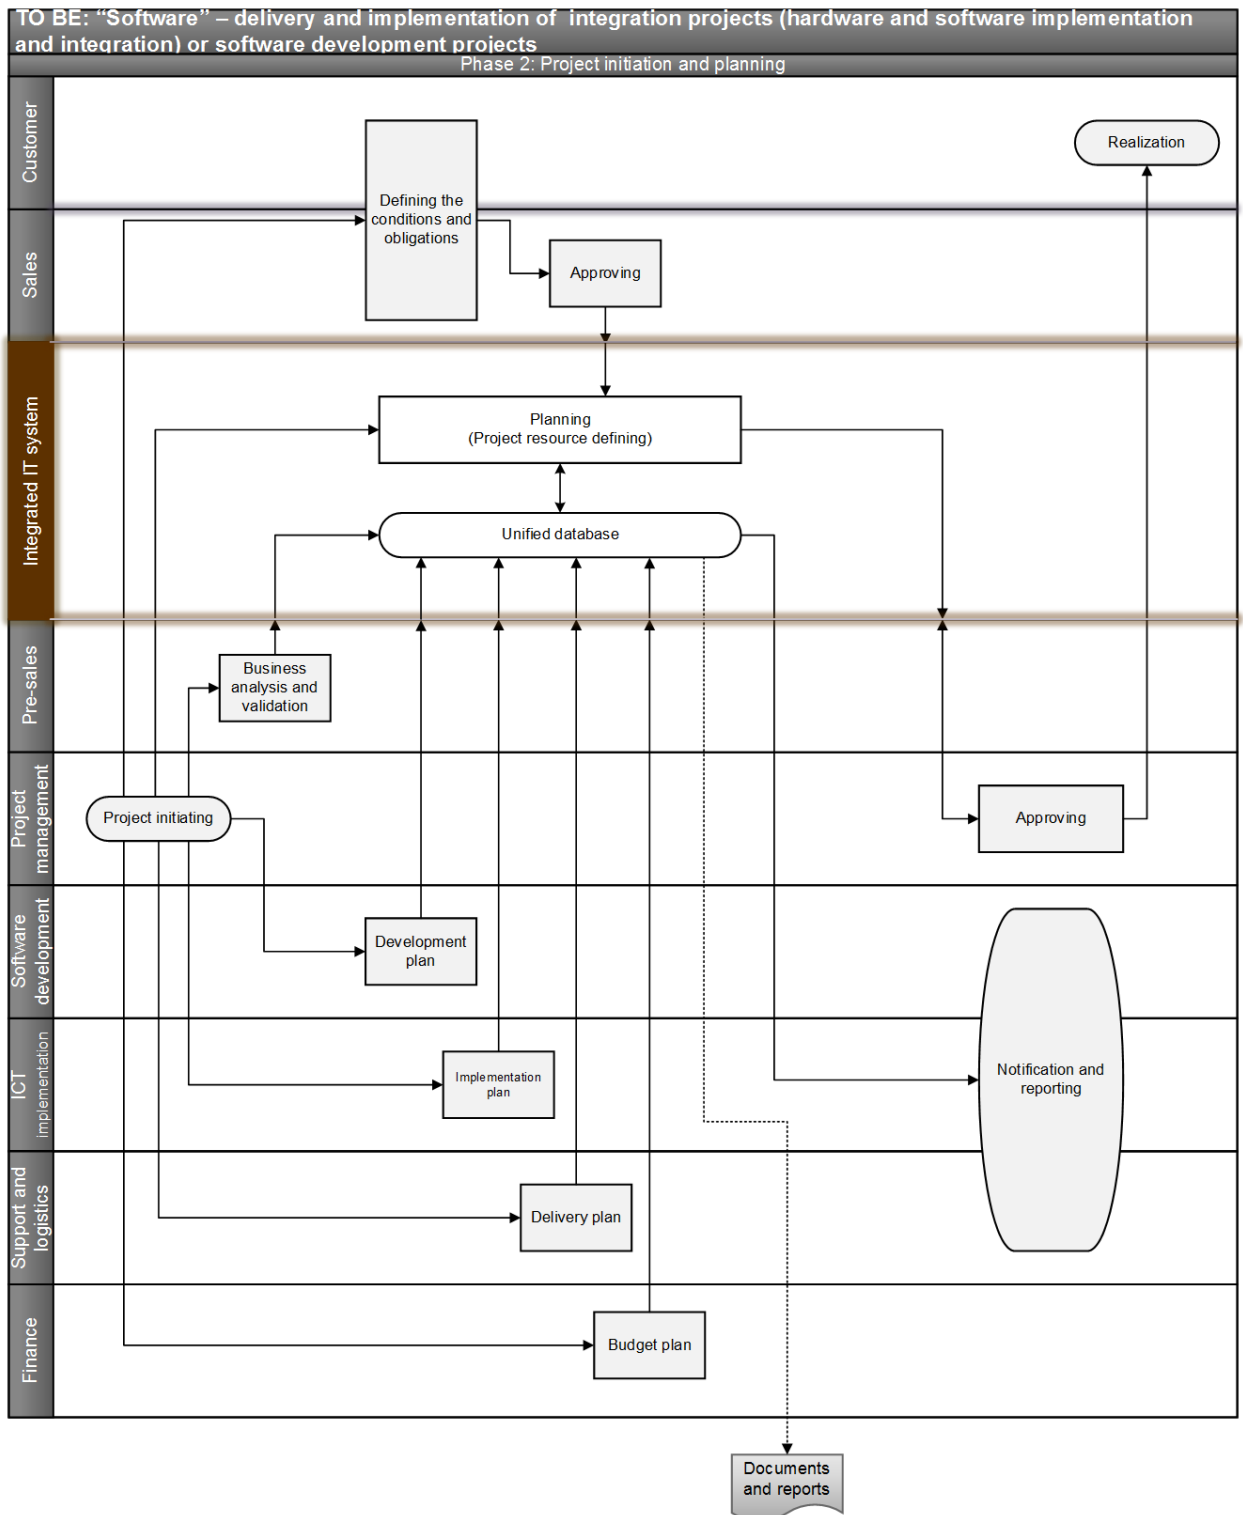 TO BE: “Software” – delivery and implementation of integration projects (hardware and software implementation
and integration) or software development projects
Phase 2: Project initiation and planning
Customer
Realization
Defining the
conditions and
obligations
Sales
Approving
Integrated IT system
Planning
(Project resource defining)
Unified database
Pre-sales
Business
analysis and
validation
Project
management
Project initiating
Approving
Software
development
Development
plan
ICT
implementation
Implementation
plan
Notification and
reporting
Support and
logistics
Delivery plan
Finance
Budget plan
Documents
and reports